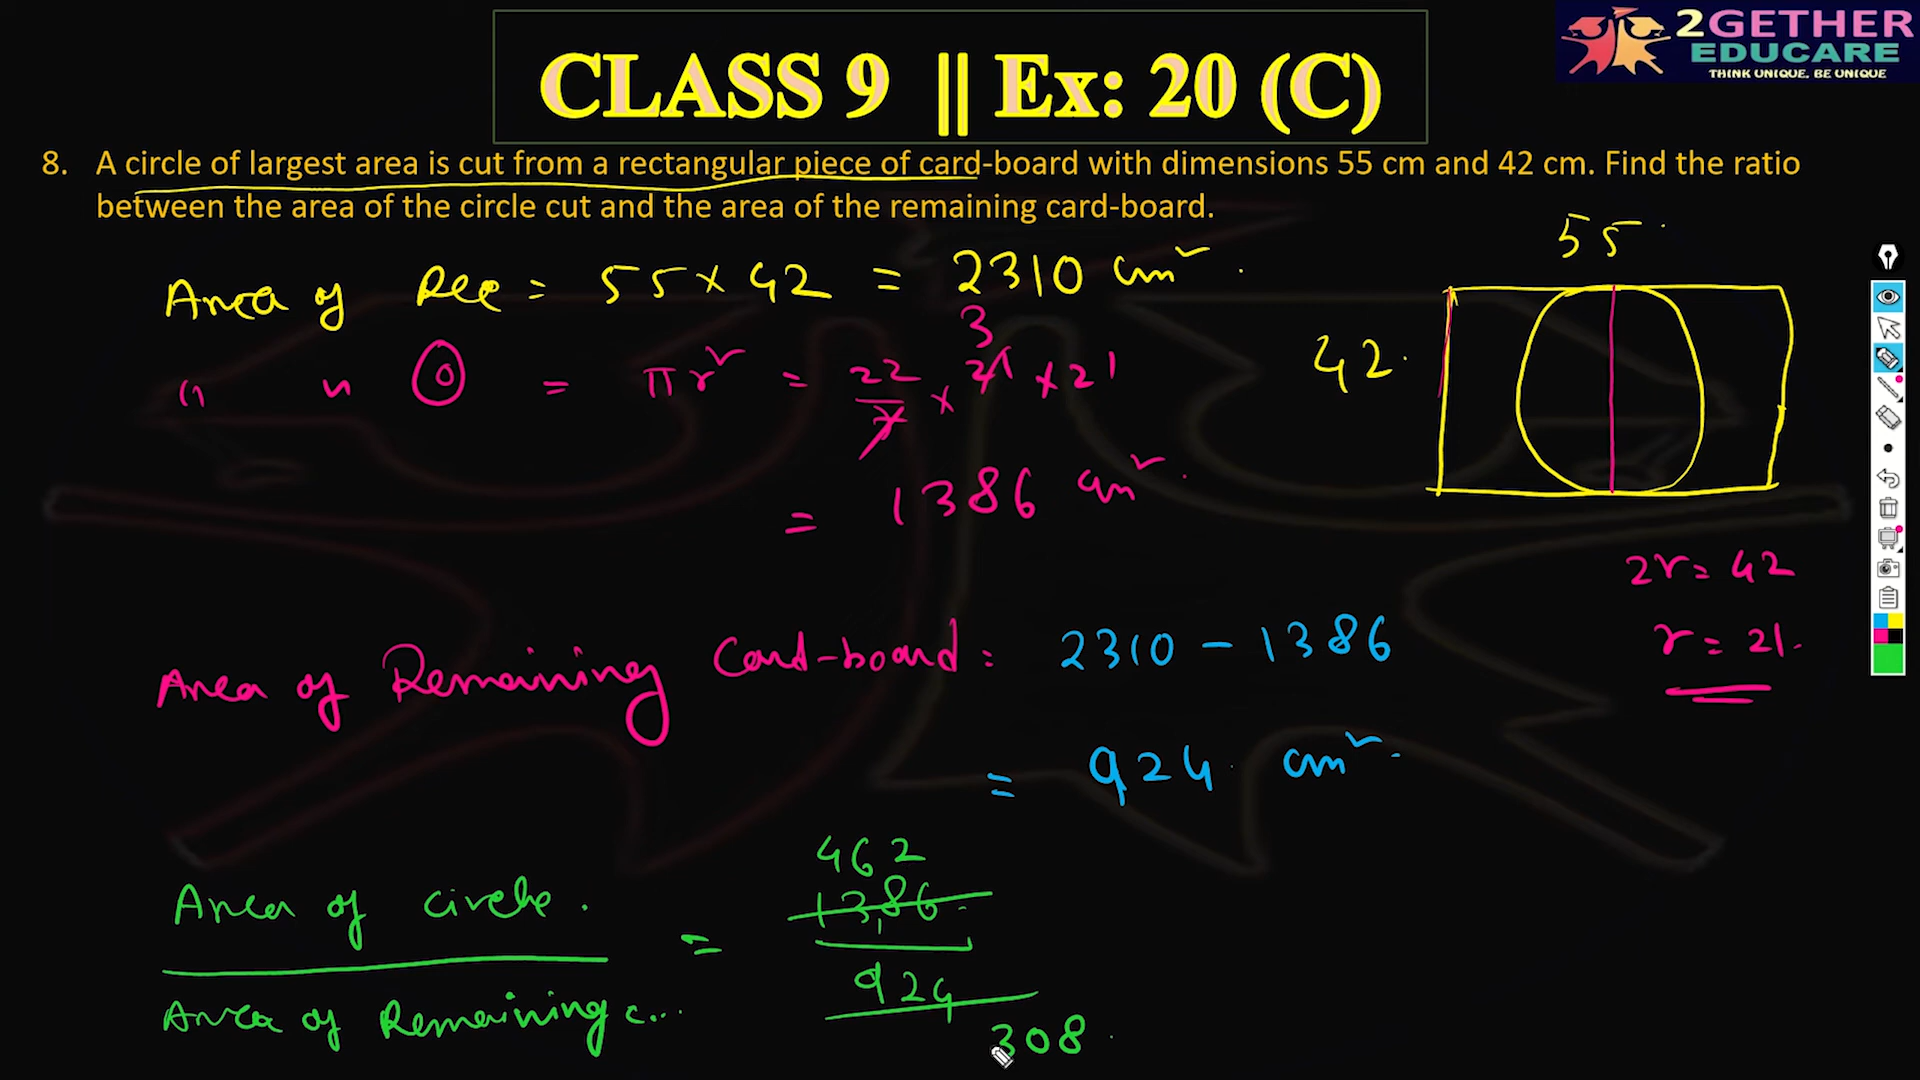 CLASS 9 || Ex: 20 (C)
2GETHER
EDUCARE
THINK UNIQUE. BE UNIQUE
8. A circle of largest area is cut from a rectangular piece of card-board with dimensions 55 cm and 42 cm. Find the ratio
between the area of the circle cut and the area of the remaining card-board.
55
42
Area of Rec = 55 × 42 = 2310 cm²
3
" " O = πr² = 22/7 × 21 × 21
= 1386 cm²
2r = 42
r = 21
Area of Remaining Card-board = 2310 - 1386
= 924 cm²
462
Area of circle = 1386
Area of Remaining c... 924
308